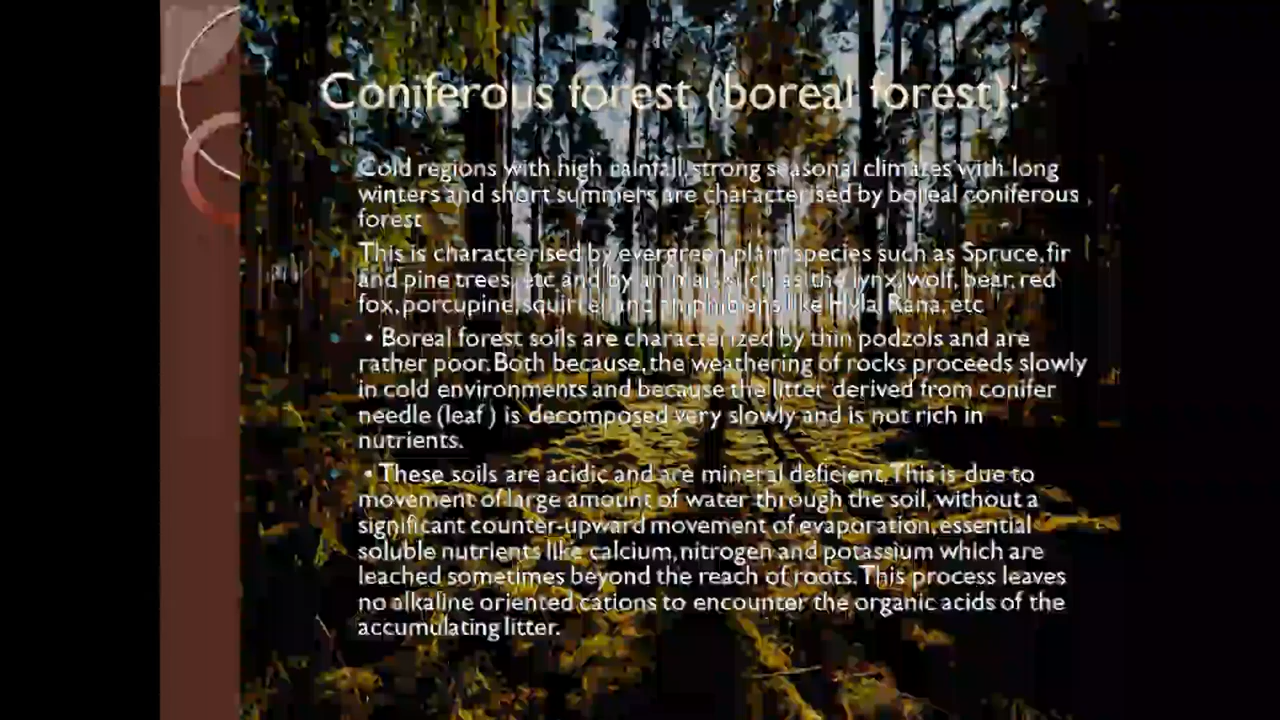 Coniferous forest (boreal forest):
Cold regions with high rainfall, strong seasonal climates with long
winters and short summers are characterised by boreal coniferous
forest
This is characterised by evergreen plant species such as Spruce, fir
and pine trees, etc and by animals such as the lynx, wolf, bear, red
fox, porcupine, squirrel and amphibians like Hyla, Rana, etc
• Boreal forest soils are characterized by thin podzols and are
rather poor. Both because, the weathering of rocks proceeds slowly
in cold environments and because the litter derived from conifer
needle (leaf ) is decomposed very slowly and is not rich in
nutrients.
• These soils are acidic and are mineral deficient. This is due to
movement of large amount of water through the soil, without a
significant counter-upward movement of evaporation, essential
soluble nutrients like calcium, nitrogen and potassium which are
leached sometimes beyond the reach of roots. This process leaves
no alkaline oriented cations to encounter the organic acids of the
accumulating litter.